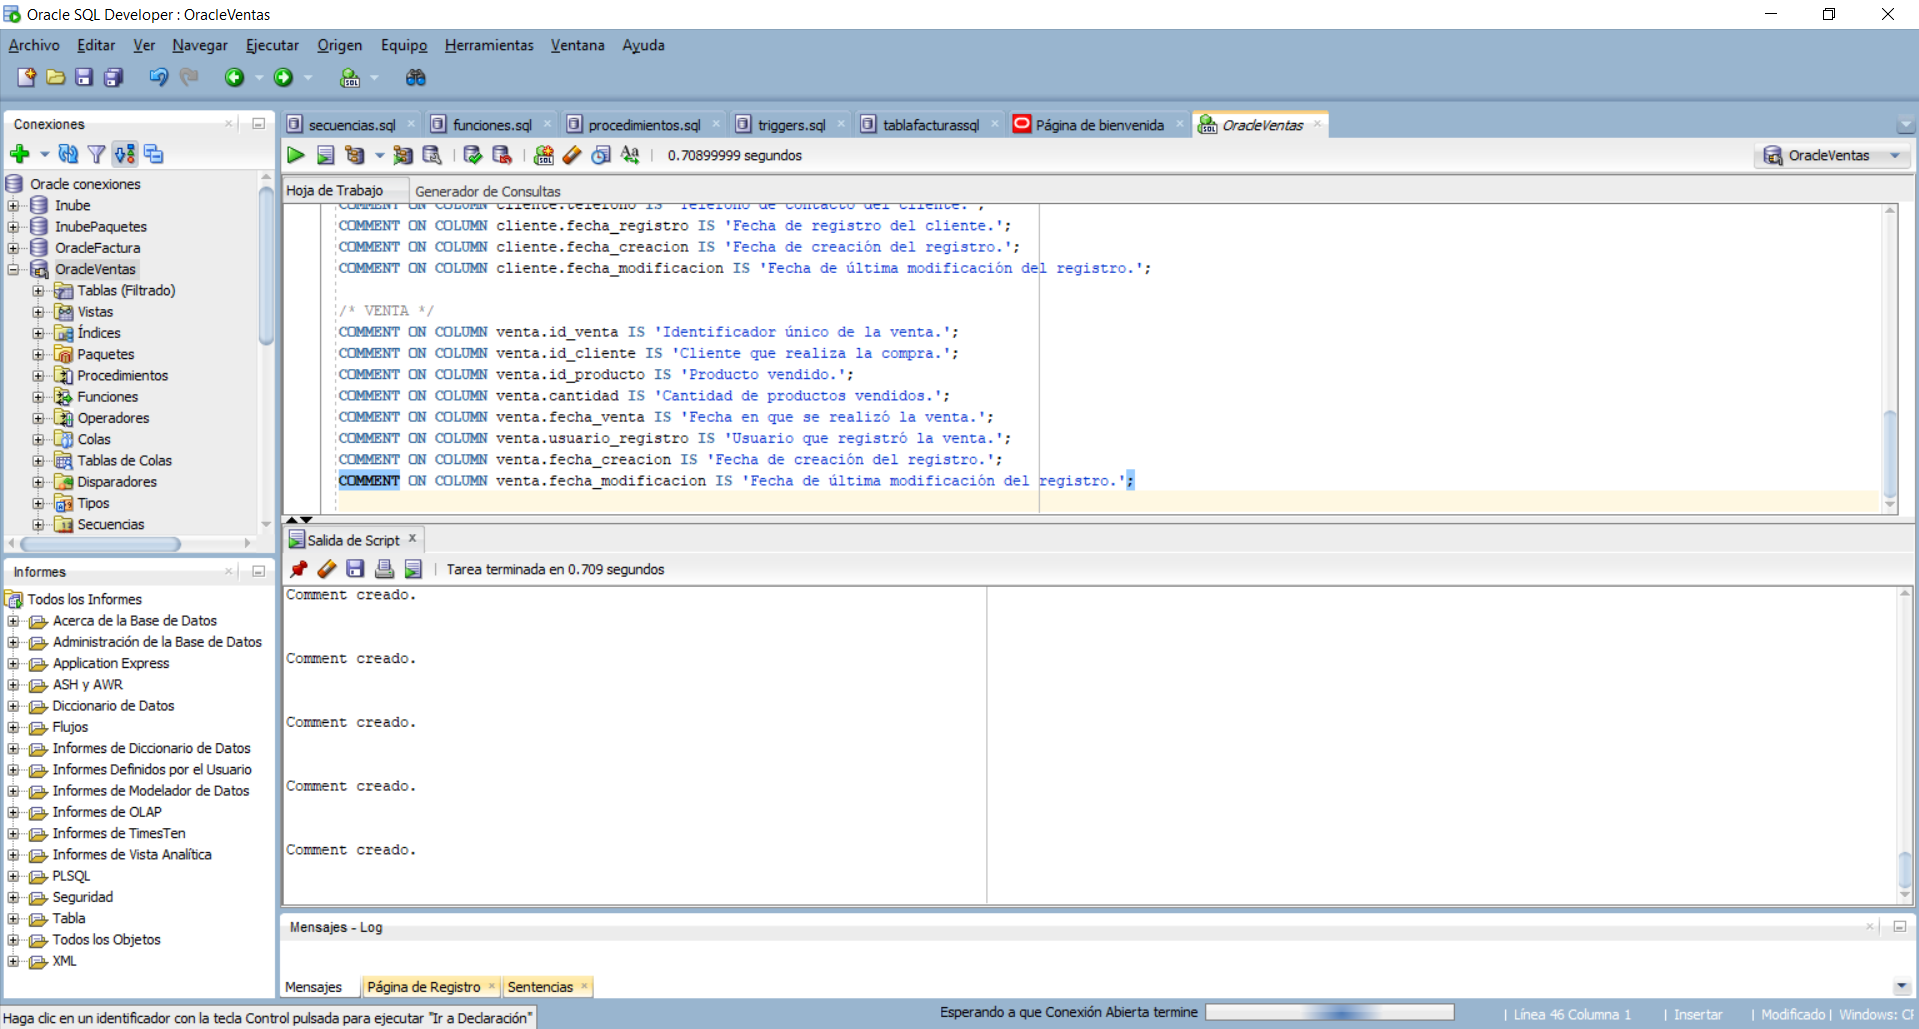 Oracle SQL Developer : OracleVentas
Archivo Editar Ver Navegar Ejecutar Origen Equipo Herramientas Ventana Ayuda
Conexiones
Oracle conexiones
Inube
InubePaquetes
OracleFactura
OracleVentas
Tablas (Filtrado)
Vistas
Índices
Paquetes
Procedimientos
Funciones
Operadores
Colas
Tablas de Colas
Disparadores
Tipos
Secuencias
Informes
Todos los Informes
Acerca de la Base de Datos
Administración de la Base de Datos
Application Express
ASH y AWR
Diccionario de Datos
Flujos
Informes de Diccionario de Datos
Informes Definidos por el Usuario
Informes de Modelador de Datos
Informes de OLAP
Informes de TimesTen
Informes de Vista Analítica
PLSQL
Seguridad
Tabla
Todos los Objetos
XML
secuencias.sql funciones.sql procedimientos.sql triggers.sql tablafacturassql Página de bienvenida OracleVentas
0.70899999 segundos
OracleVentas
Hoja de Trabajo Generador de Consultas
COMMENT ON COLUMN cliente.telefono IS 'Teléfono de contacto del cliente.';
COMMENT ON COLUMN cliente.fecha_registro IS 'Fecha de registro del cliente.';
COMMENT ON COLUMN cliente.fecha_creacion IS 'Fecha de creación del registro.';
COMMENT ON COLUMN cliente.fecha_modificacion IS 'Fecha de última modificación del registro.';
/* VENTA */
COMMENT ON COLUMN venta.id_venta IS 'Identificador único de la venta.';
COMMENT ON COLUMN venta.id_cliente IS 'Cliente que realiza la compra.';
COMMENT ON COLUMN venta.id_producto IS 'Producto vendido.';
COMMENT ON COLUMN venta.cantidad IS 'Cantidad de productos vendidos.';
COMMENT ON COLUMN venta.fecha_venta IS 'Fecha en que se realizó la venta.';
COMMENT ON COLUMN venta.usuario_registro IS 'Usuario que registró la venta.';
COMMENT ON COLUMN venta.fecha_creacion IS 'Fecha de creación del registro.';
COMMENT ON COLUMN venta.fecha_modificacion IS 'Fecha de última modificación del registro.';
Salida de Script
Tarea terminada en 0.709 segundos
Comment creado.
Comment creado.
Comment creado.
Comment creado.
Comment creado.
Mensajes - Log
Mensajes Página de Registro Sentencias
Haga clic en un identificador con la tecla Control pulsada para ejecutar "Ir a Declaración"
Esperando a que Conexión Abierta termine
Línea 46 Columna 1 | Insertar | Modificado | Windows: CF